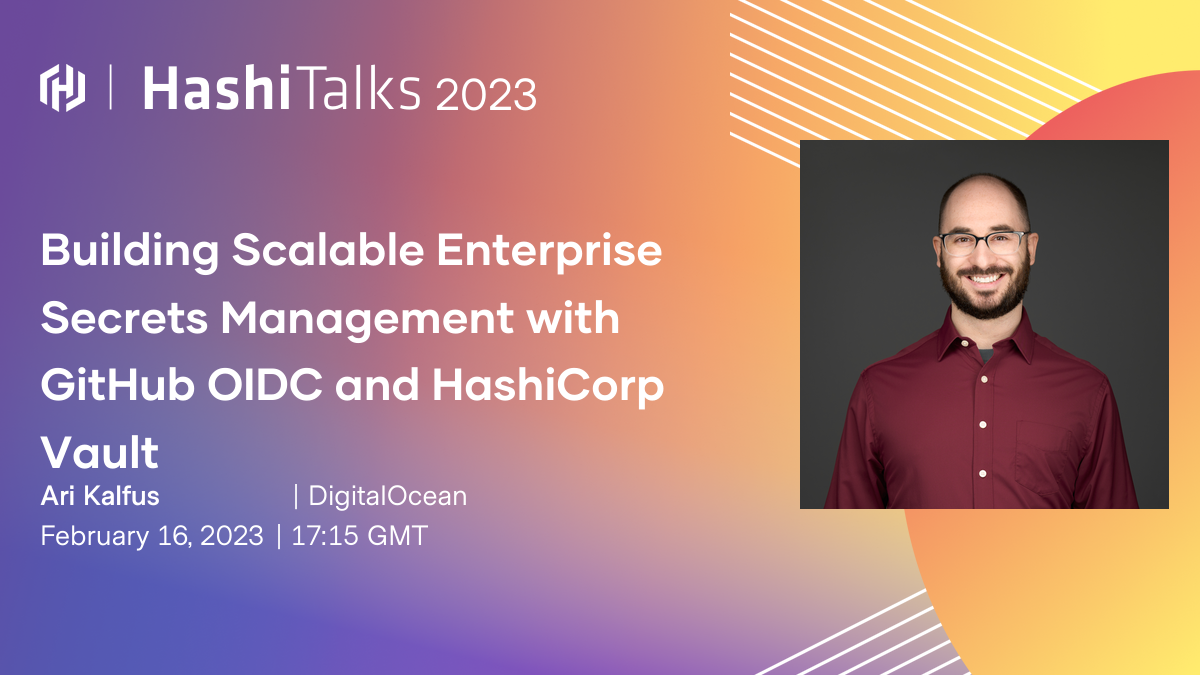 HashiTalks 2023
Building Scalable Enterprise
Secrets Management with
GitHub OIDC and HashiCorp
Vault
Ari Kalfus | DigitalOcean
February 16, 2023 | 17:15 GMT